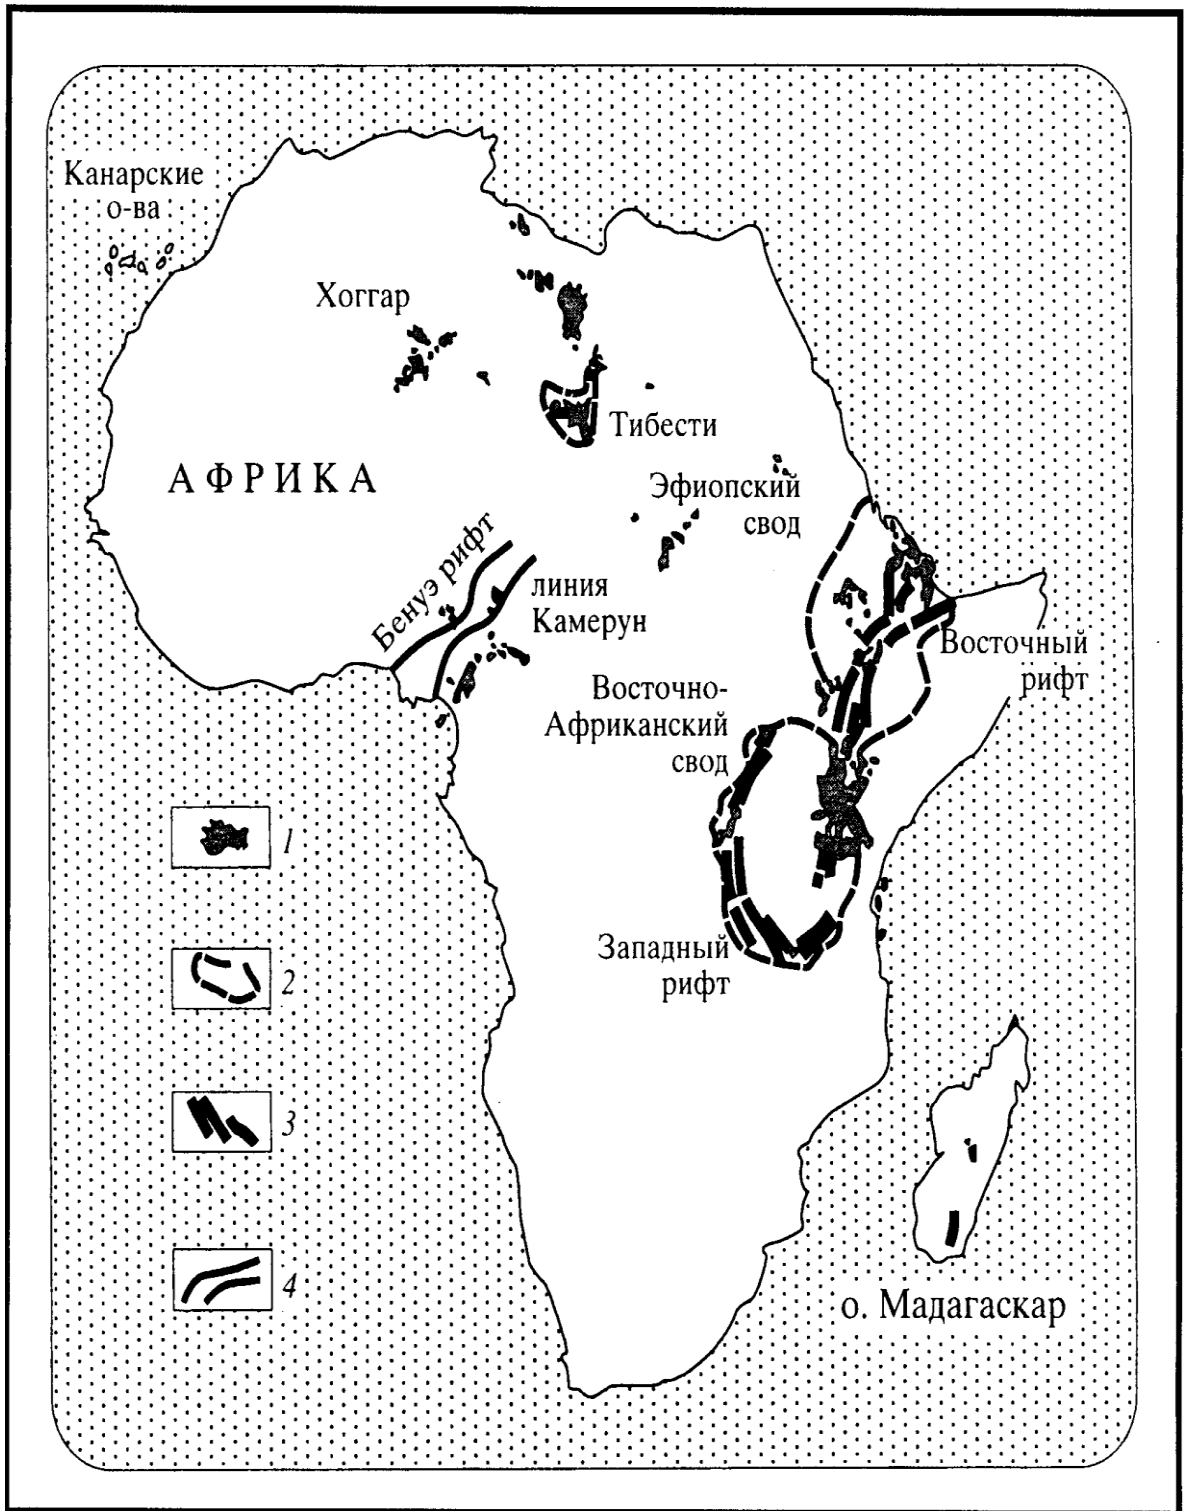 Канарские
о-ва
Хоггар
Тибести
АФРИКА
Эфиопский
свод
Бенуэ рифт
линия
Камерун
Восточный
рифт
Восточно-
Африканский
свод
1
2
Западный
рифт
3
4
о. Мадагаскар